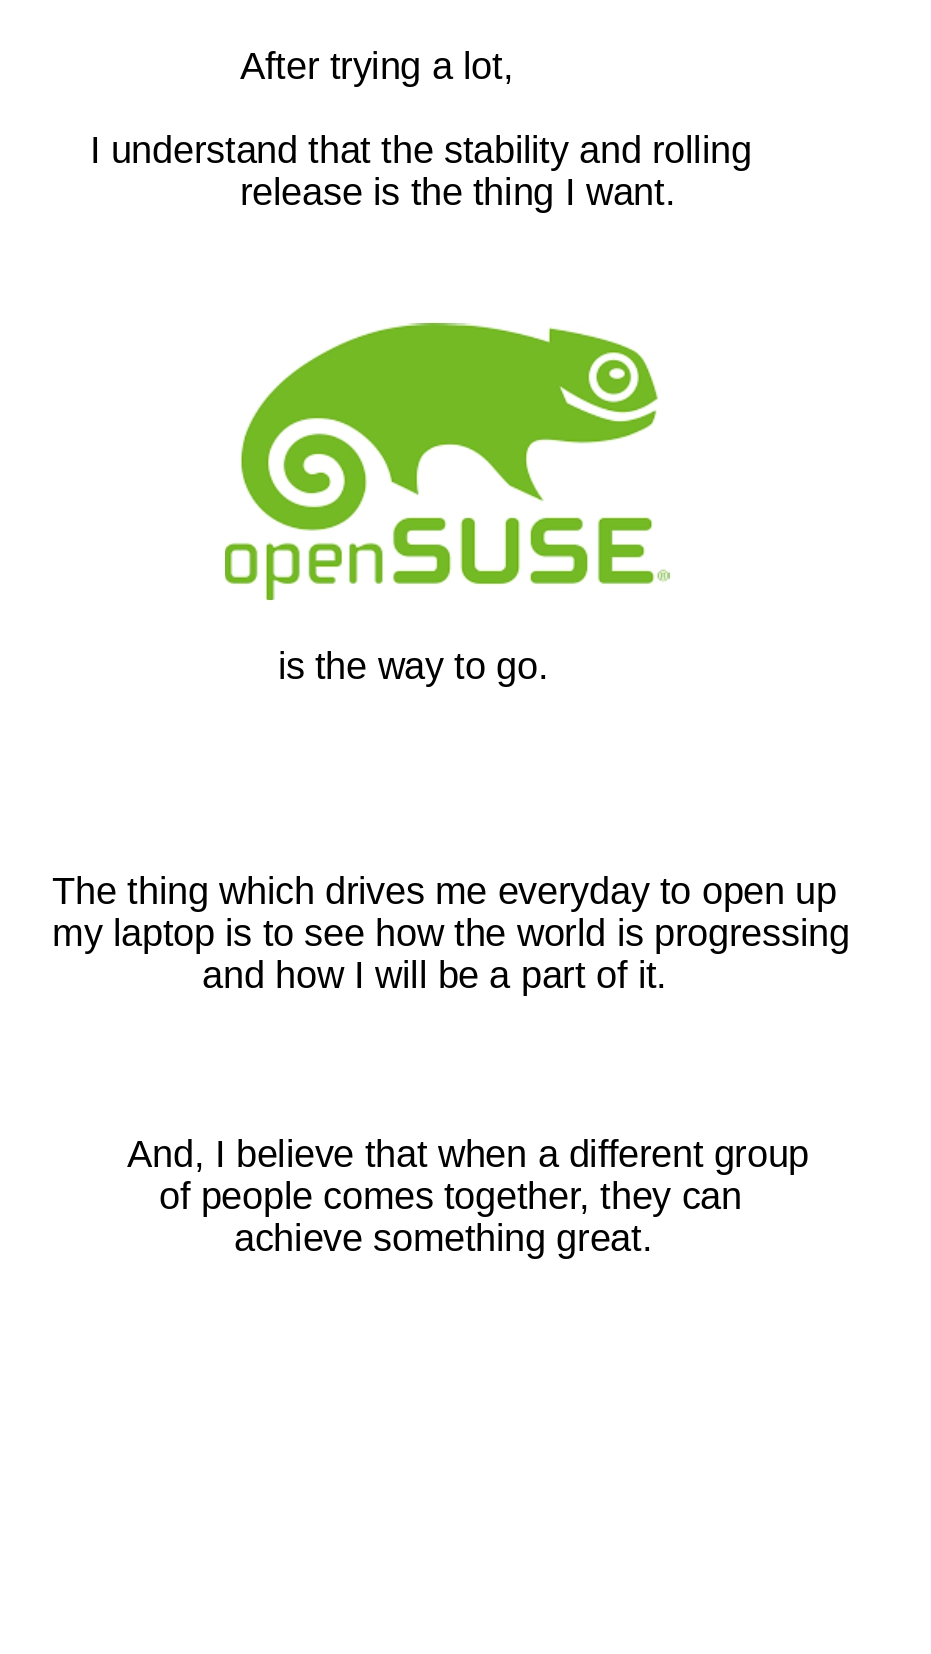 After trying a lot,
I understand that the stability and rolling
release is the thing I want.
openSUSE®
is the way to go.
The thing which drives me everyday to open up
my laptop is to see how the world is progressing
and how I will be a part of it.
And, I believe that when a different group
of people comes together, they can
achieve something great.